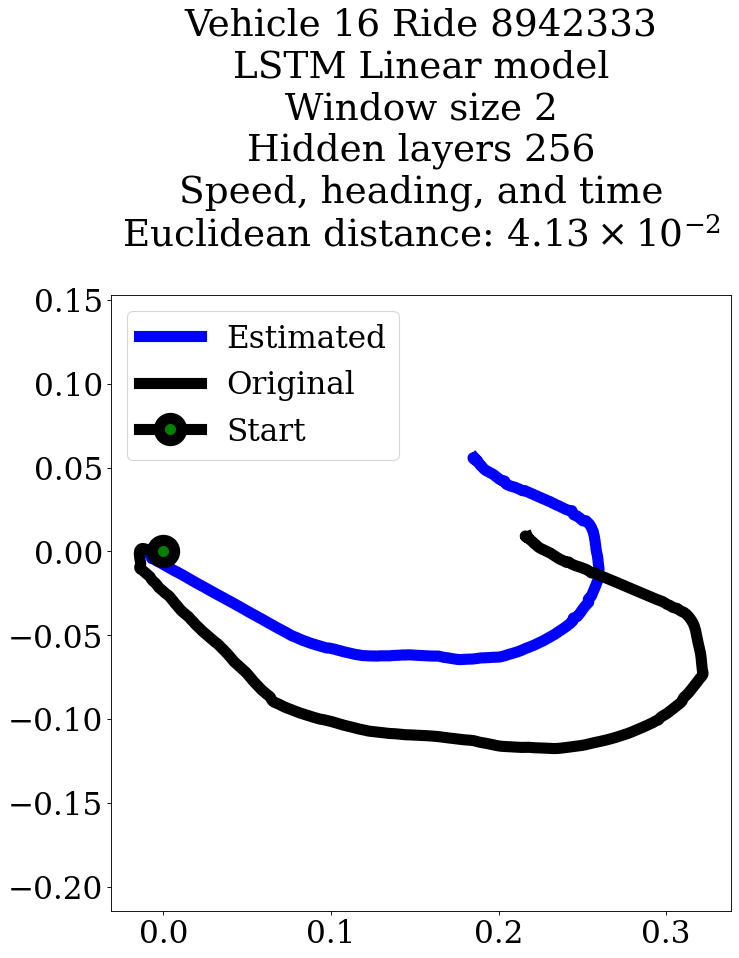 Vehicle 16 Ride 8942333
LSTM Linear model
Window size 2
Hidden layers 256
Speed, heading, and time
Euclidean distance: 4.13 × 10⁻²
0.15
0.10
0.05
0.00
−0.05
−0.10
−0.15
−0.20
Estimated
Original
Start
0.0 0.1 0.2 0.3